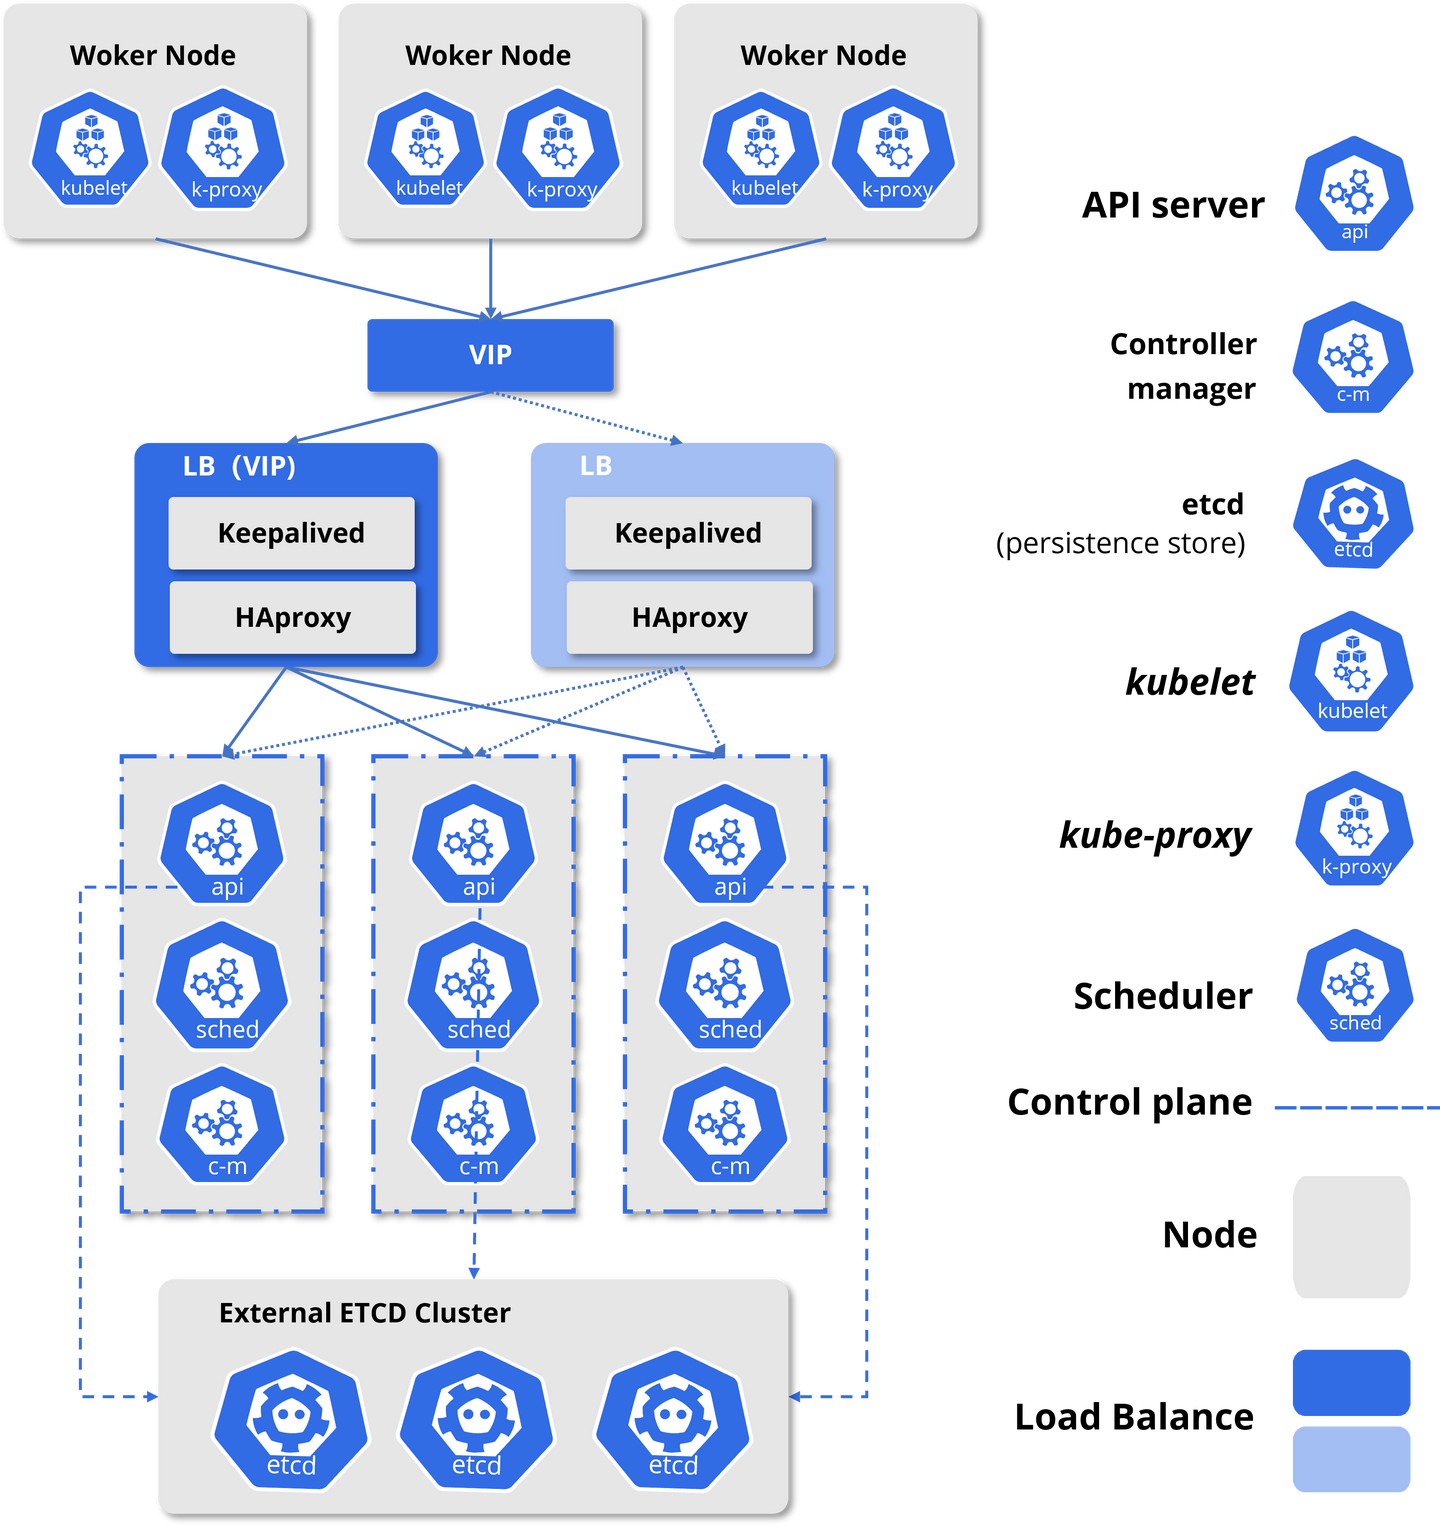 Woker Node
kubelet
k-proxy
Woker Node
kubelet
k-proxy
Woker Node
kubelet
k-proxy
VIP
LB (VIP)
Keepalived
HAproxy
LB
Keepalived
HAproxy
api
sched
c-m
api
sched
c-m
api
sched
c-m
External ETCD Cluster
etcd
etcd
etcd
API server
api
Controller
manager
c-m
etcd
(persistence store)
etcd
kubelet
kubelet
kube-proxy
k-proxy
Scheduler
sched
Control plane
Node
Load Balance